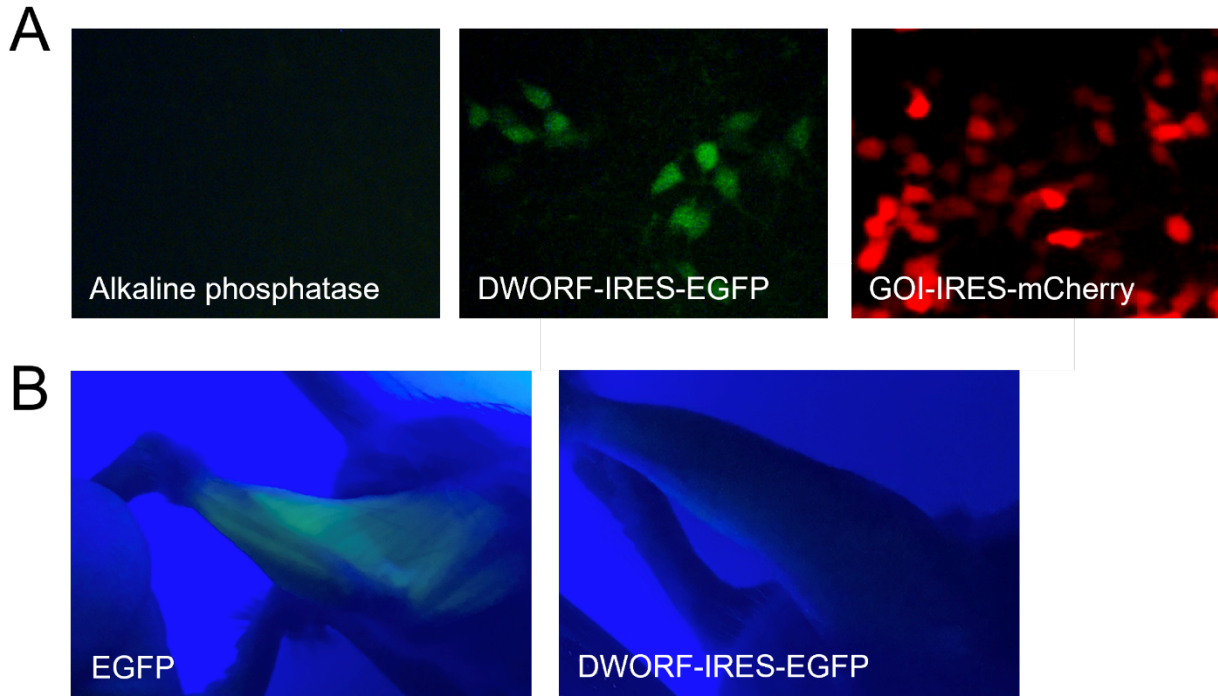 A
Alkaline phosphatase
DWORF-IRES-EGFP
GOI-IRES-mCherry
B
EGFP
DWORF-IRES-EGFP